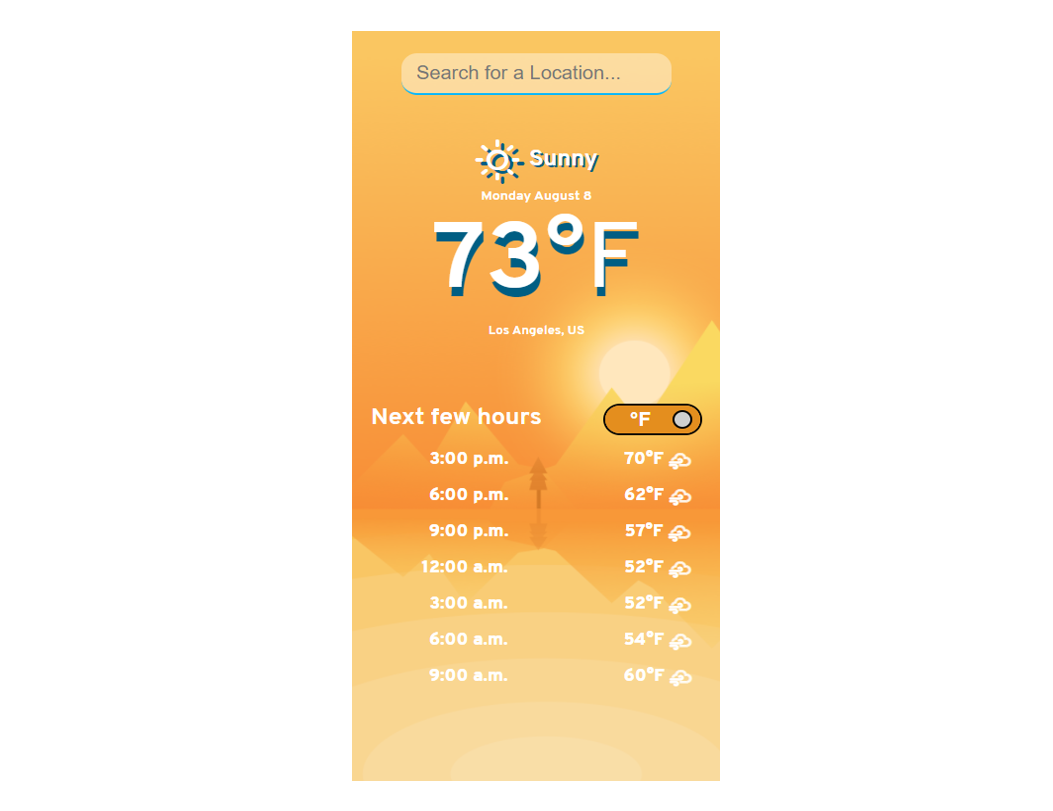 Search for a Location...
Sunny
Monday August 8
73°F
Los Angeles, US
Next few hours °F
3:00 p.m. 70°F
6:00 p.m. 62°F
9:00 p.m. 57°F
12:00 a.m. 52°F
3:00 a.m. 52°F
6:00 a.m. 54°F
9:00 a.m. 60°F